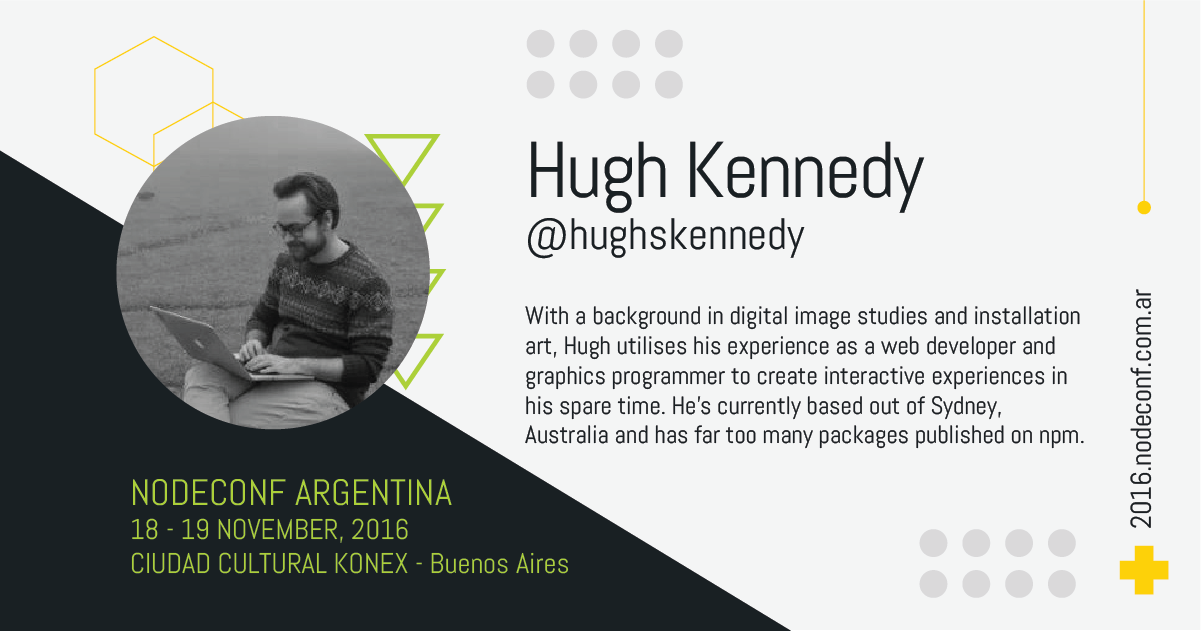 Hugh Kennedy
@hughskennedy
With a background in digital image studies and installation
art, Hugh utilises his experience as a web developer and
graphics programmer to create interactive experiences in
his spare time. He's currently based out of Sydney,
Australia and has far too many packages published on npm.
NODECONF ARGENTINA
18 - 19 NOVEMBER, 2016
CIUDAD CULTURAL KONEX - Buenos Aires
2016.nodeconf.com.ar